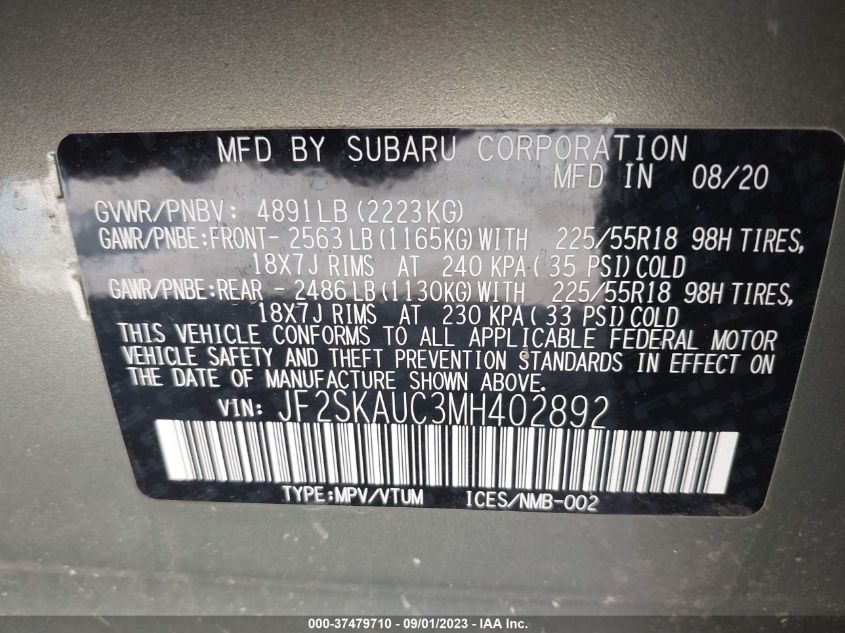 MFD BY SUBARU CORPORATION
MFD IN 08/20
GVWR/PNBV: 4891LB (2223KG)
GAWR/PNBE:FRONT- 2563LB(1165KG)WITH 225/55R18 98H TIRES,
18X7J RIMS AT 240 KPA(35 PSI)COLD
GAWR/PNBE:REAR - 2486LB(1130KG)WITH 225/55R18 98H TIRES,
18X7J RIMS AT 230 KPA(33 PSI)COLD
THIS VEHICLE CONFORMS TO ALL APPLICABLE FEDERAL MOTOR
VEHICLE SAFETY AND THEFT PREVENTION STANDARDS IN EFFECT ON
THE DATE OF MANUFACTURE SHOWN ABOVE.
VIN: JF2SKAUC3MH402892
TYPE:MPV/VTUM ICES/NMB-002
000-37479710 - 09/01/2023 - IAA Inc.